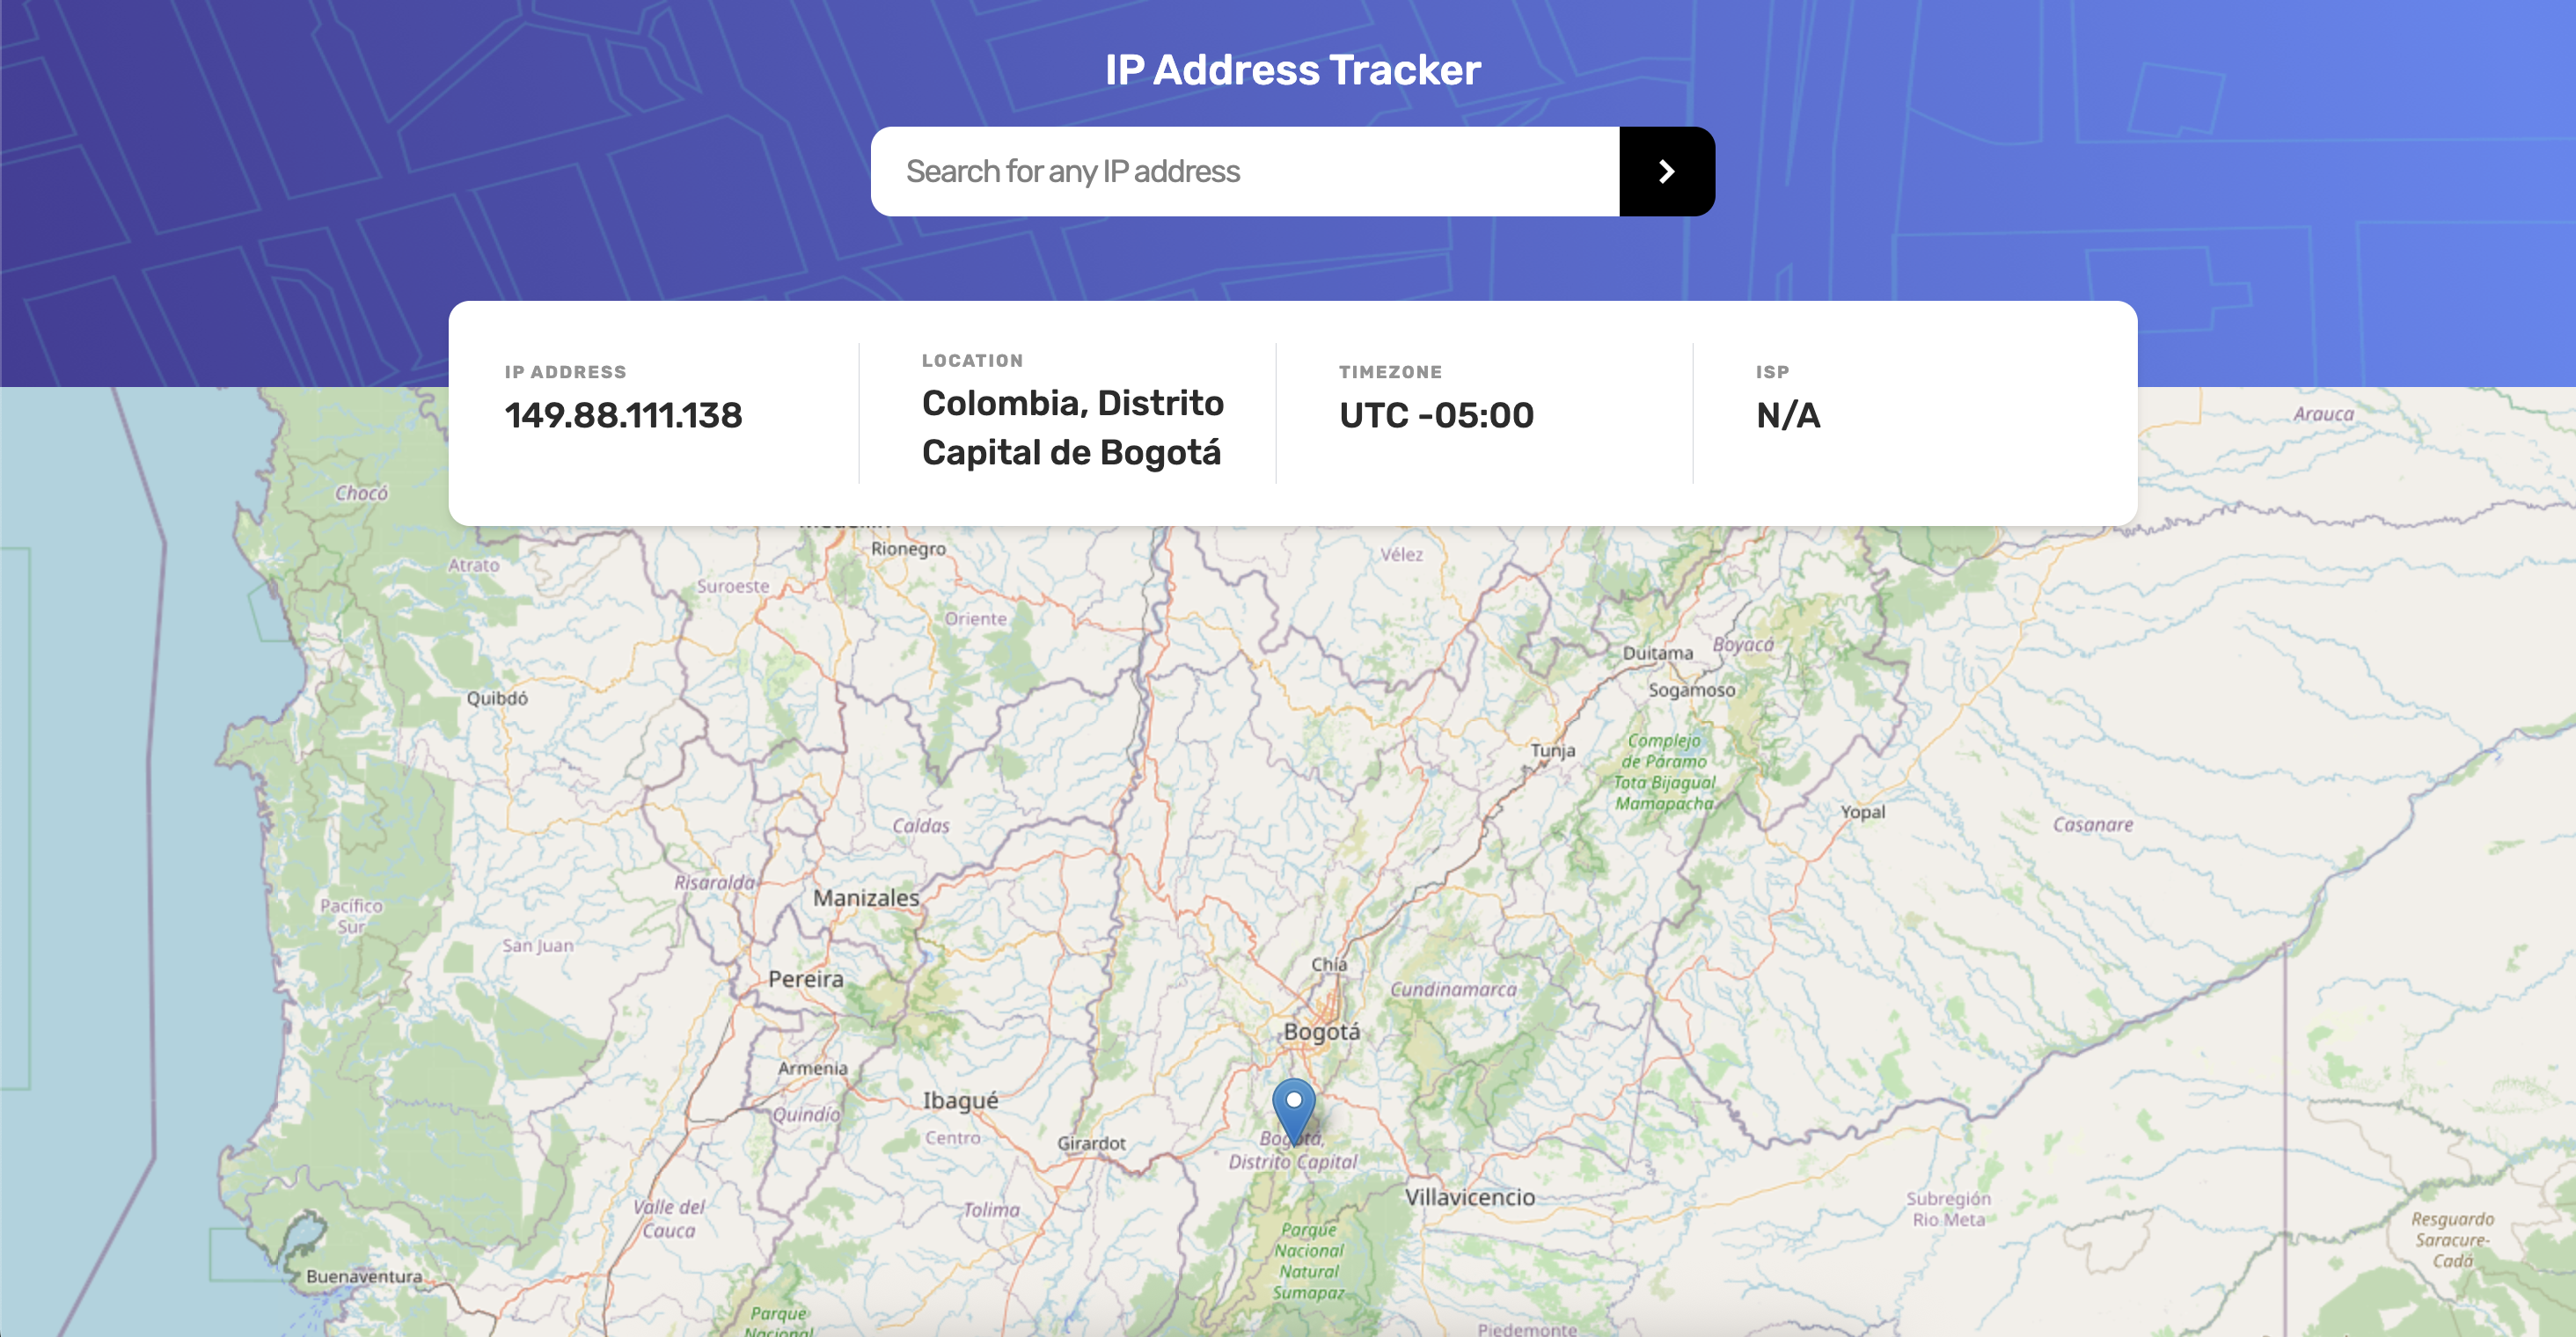 IP Address Tracker
Search for any IP address
IP ADDRESS
149.88.111.138
LOCATION
Colombia, Distrito
Capital de Bogotá
TIMEZONE
UTC -05:00
ISP
N/A
Arauca
Chocó
Rionegro
Vélez
Atrato
Suroeste
Oriente
Boyacá
Duitama
Sogamoso
Quibdó
Tunja
Complejo
de Páramo
Tota Bijagual
Mamapacha
Yopal
Casanare
Caldas
Risaralda
Manizales
Pacífico
Sur
San Juan
Chía
Pereira
Cundinamarca
Bogotá
Armenia
Ibagué
Quindío
Centro
Girardot
Bogotá,
Distrito Capital
Villavicencio
Valle del
Cauca
Tolima
Subregión
Rio Meta
Resguardo
Saracure-
Cadá
Parque
Nacional
Natural
Sumapaz
Buenaventura
Parque
Nacional
Piedemonte